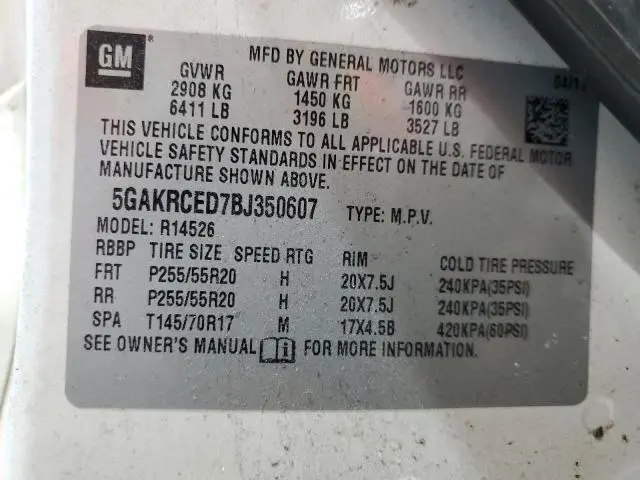 GM
MFD BY GENERAL MOTORS LLC
GVWR GAWR FRT GAWR RR
2908 KG 1450 KG 1600 KG
6411 LB 3196 LB 3527 LB
THIS VEHICLE CONFORMS TO ALL APPLICABLE U.S. FEDERAL MOTOR
VEHICLE SAFETY STANDARDS IN EFFECT ON THE DATE OF
MANUFACTURE SHOWN ABOVE.
5GAKRCED7BJ350607 TYPE: M.P.V.
MODEL: R14526
RBBP TIRE SIZE SPEED RTG RIM COLD TIRE PRESSURE
FRT P255/55R20 H 20X7.5J 240KPA(35PSI)
RR P255/55R20 H 20X7.5J 240KPA(35PSI)
SPA T145/70R17 M 17X4.5B 420KPA(60PSI)
SEE OWNER'S MANUAL i FOR MORE INFORMATION.